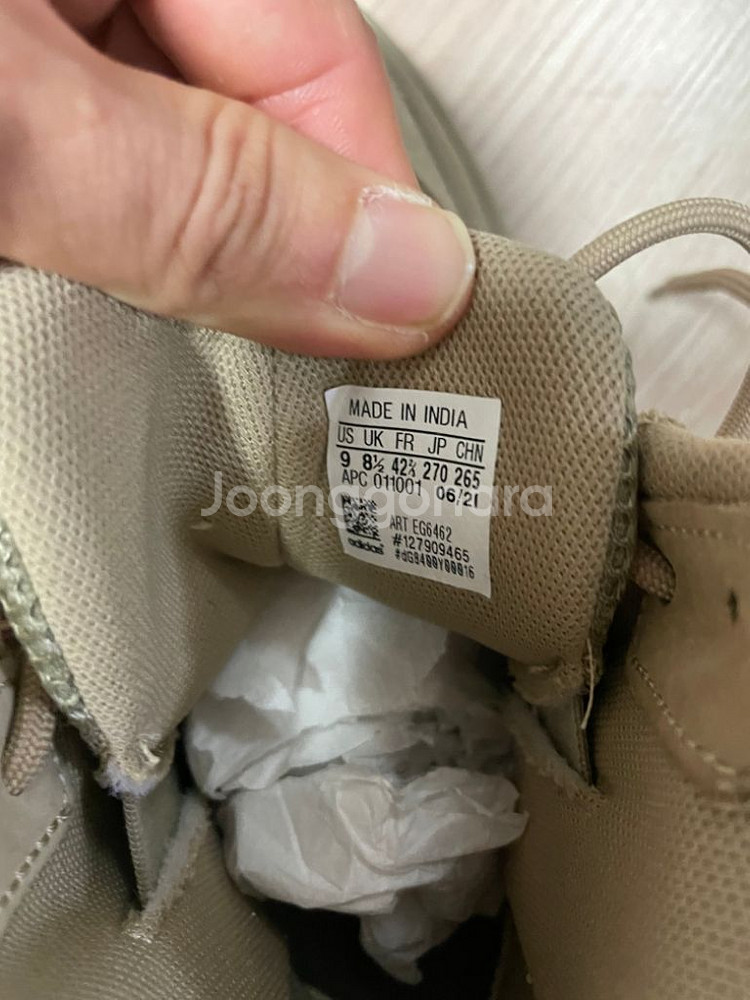 MADE IN INDIA
US UK FR JP CHN
9 8½ 42⅔ 270 265
APC 011001 06/21
Joonggonara
ART EG6462
#127909465
adidas